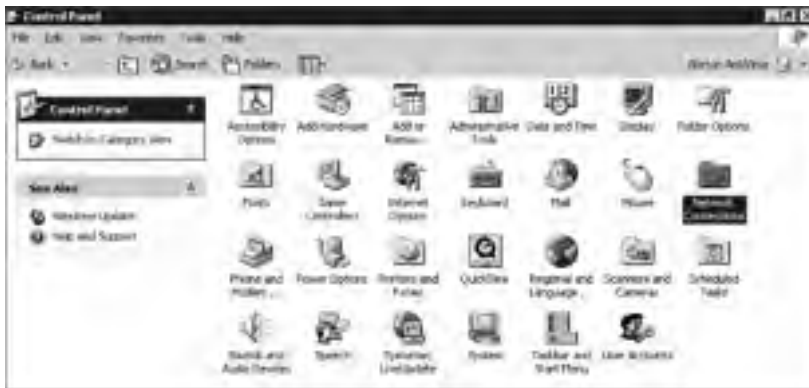 Control Panel
File Edit View Favorites Tools Help
Back Search Folders
Norton AntiVirus
Control Panel
Switch to Category View
See Also
Windows Update
Help and Support
Accessibility Options
Add Hardware
Add or Remov...
Administrative Tools
Date and Time
Display
Folder Options
Fonts
Game Controllers
Internet Options
Keyboard
Mail
Mouse
Network Connections
Phone and Modem ...
Power Options
Printers and Faxes
QuickTime
Regional and Language ...
Scanners and Cameras
Scheduled Tasks
Sounds and Audio Devices
Speech
Symantec LiveUpdate
System
Taskbar and Start Menu
User Accounts